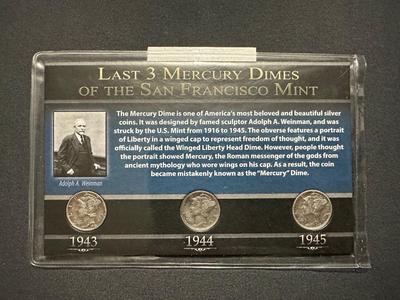 LAST 3 MERCURY DIMES
OF THE SAN FRANCISCO MINT
The Mercury Dime is one of America's most beloved and beautiful silver
coins. It was designed by famed sculptor Adolph A. Weinman, and was
struck by the U.S. Mint from 1916 to 1945. The obverse features a portrait
of Liberty in a winged cap to represent freedom of thought, and it was
officially called the Winged Liberty Head Dime. However, people thought
the portrait showed Mercury, the Roman messenger of the gods from
ancient mythology who wore wings on his cap. As a result, the coin
became mistakenly known as the "Mercury" Dime.
Adolph A. Weinman
1943 1944 1945